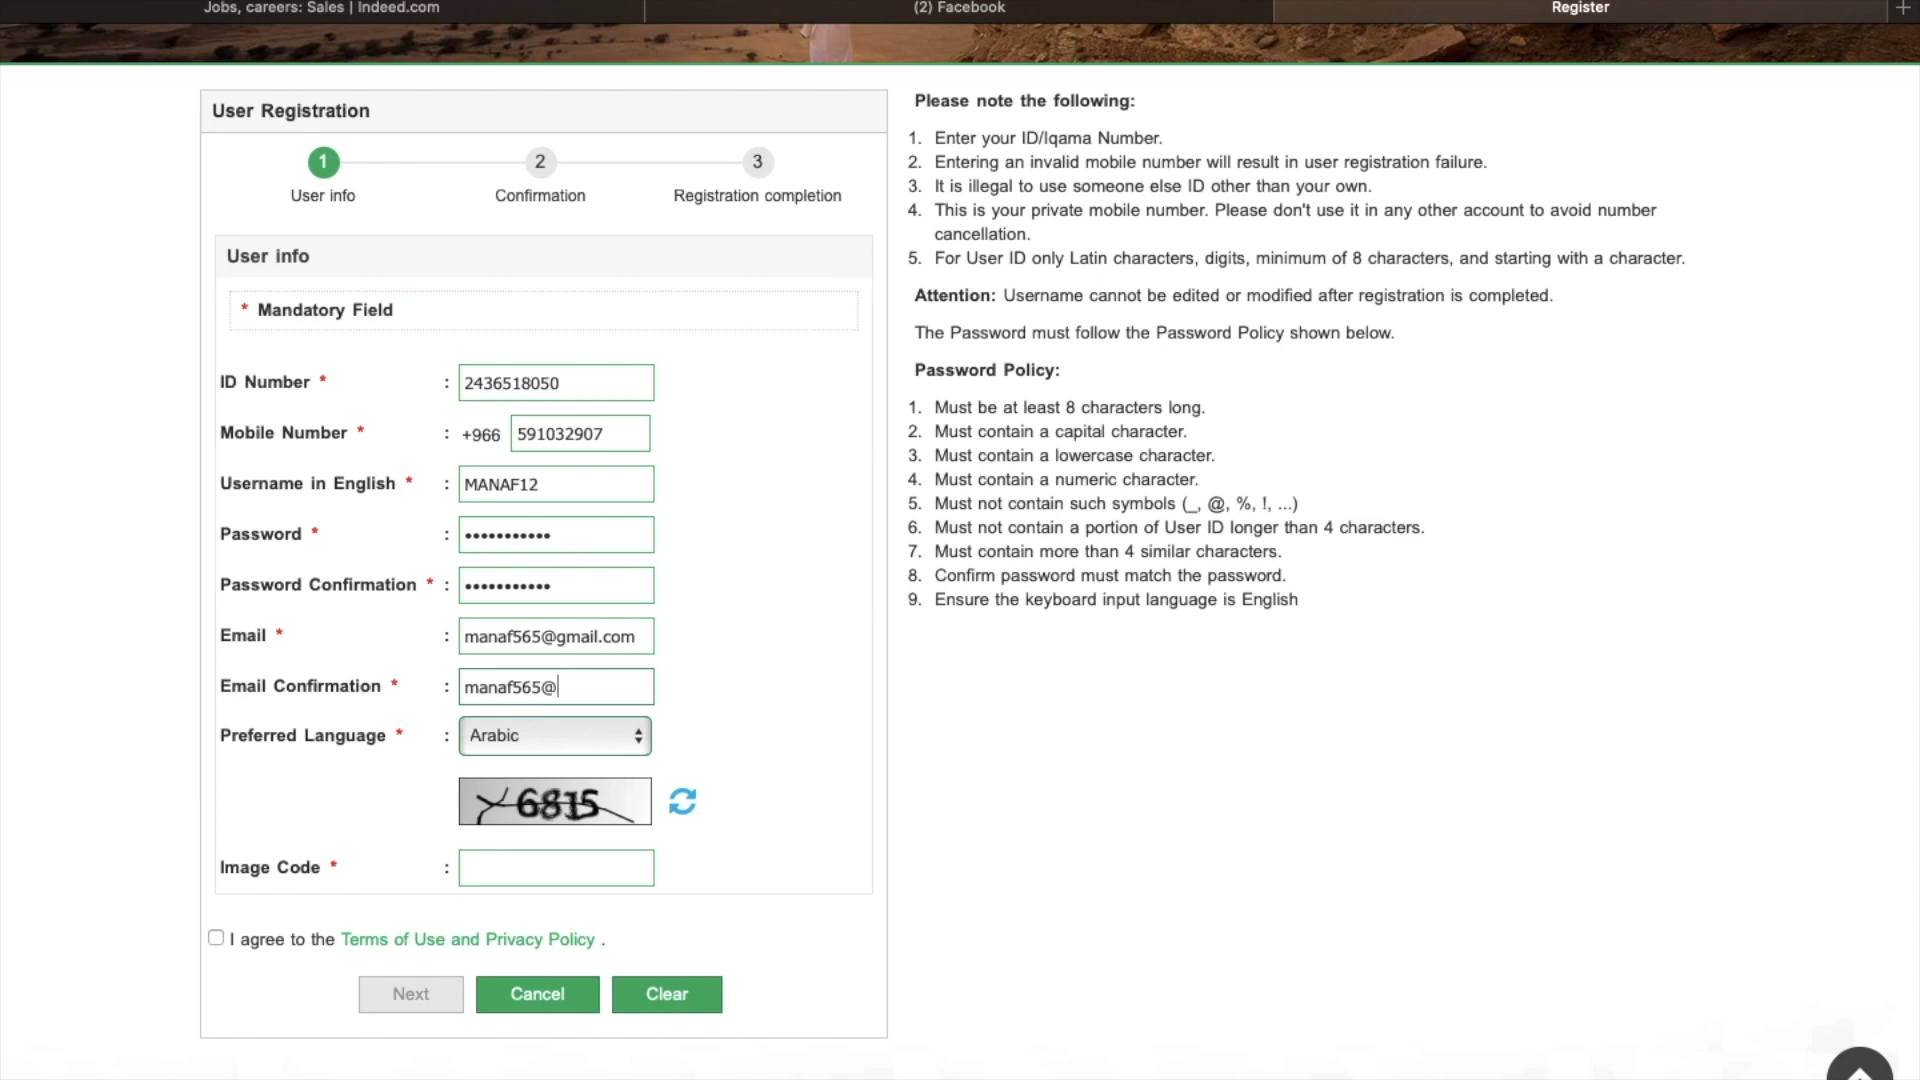 Jobs, careers: Sales | Indeed.com
(2) Facebook
Register
User Registration
1
2
3
User info
Confirmation
Registration completion
User info
* Mandatory Field
ID Number * : 2436518050
Mobile Number * : +966 591032907
Username in English * : MANAF12
Password * : •••••••••••
Password Confirmation * : •••••••••••
Email * : manaf565@gmail.com
Email Confirmation * : manaf565@
Preferred Language * : Arabic
6815
Image Code * :
I agree to the Terms of Use and Privacy Policy .
Next
Cancel
Clear
Please note the following:
1. Enter your ID/Iqama Number.
2. Entering an invalid mobile number will result in user registration failure.
3. It is illegal to use someone else ID other than your own.
4. This is your private mobile number. Please don't use it in any other account to avoid number
cancellation.
5. For User ID only Latin characters, digits, minimum of 8 characters, and starting with a character.
Attention: Username cannot be edited or modified after registration is completed.
The Password must follow the Password Policy shown below.
Password Policy:
1. Must be at least 8 characters long.
2. Must contain a capital character.
3. Must contain a lowercase character.
4. Must contain a numeric character.
5. Must not contain such symbols (_, @, %, !, ...)
6. Must not contain a portion of User ID longer than 4 characters.
7. Must contain more than 4 similar characters.
8. Confirm password must match the password.
9. Ensure the keyboard input language is English